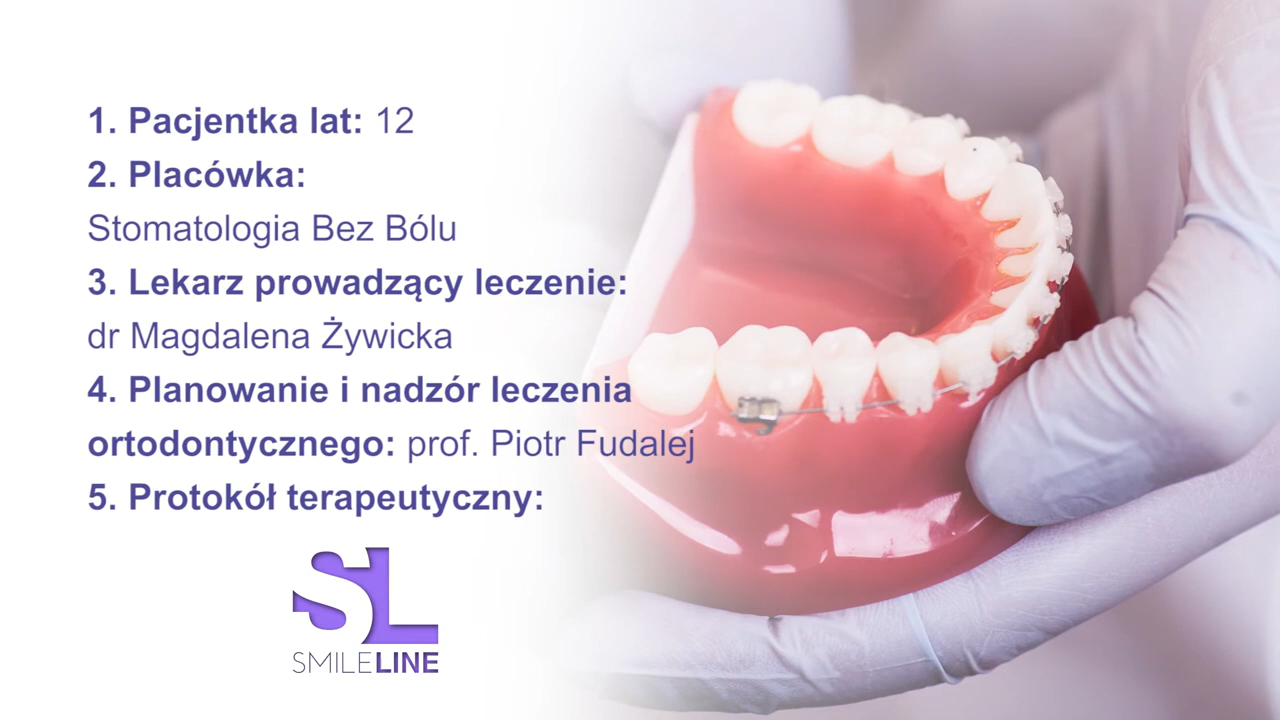 1. Pacjentka lat: 12
2. Placówka:
Stomatologia Bez Bólu
3. Lekarz prowadzący leczenie:
dr Magdalena Żywicka
4. Planowanie i nadzór leczenia
ortodontycznego: prof. Piotr Fudalej
5. Protokół terapeutyczny:
SL
SMILELINE